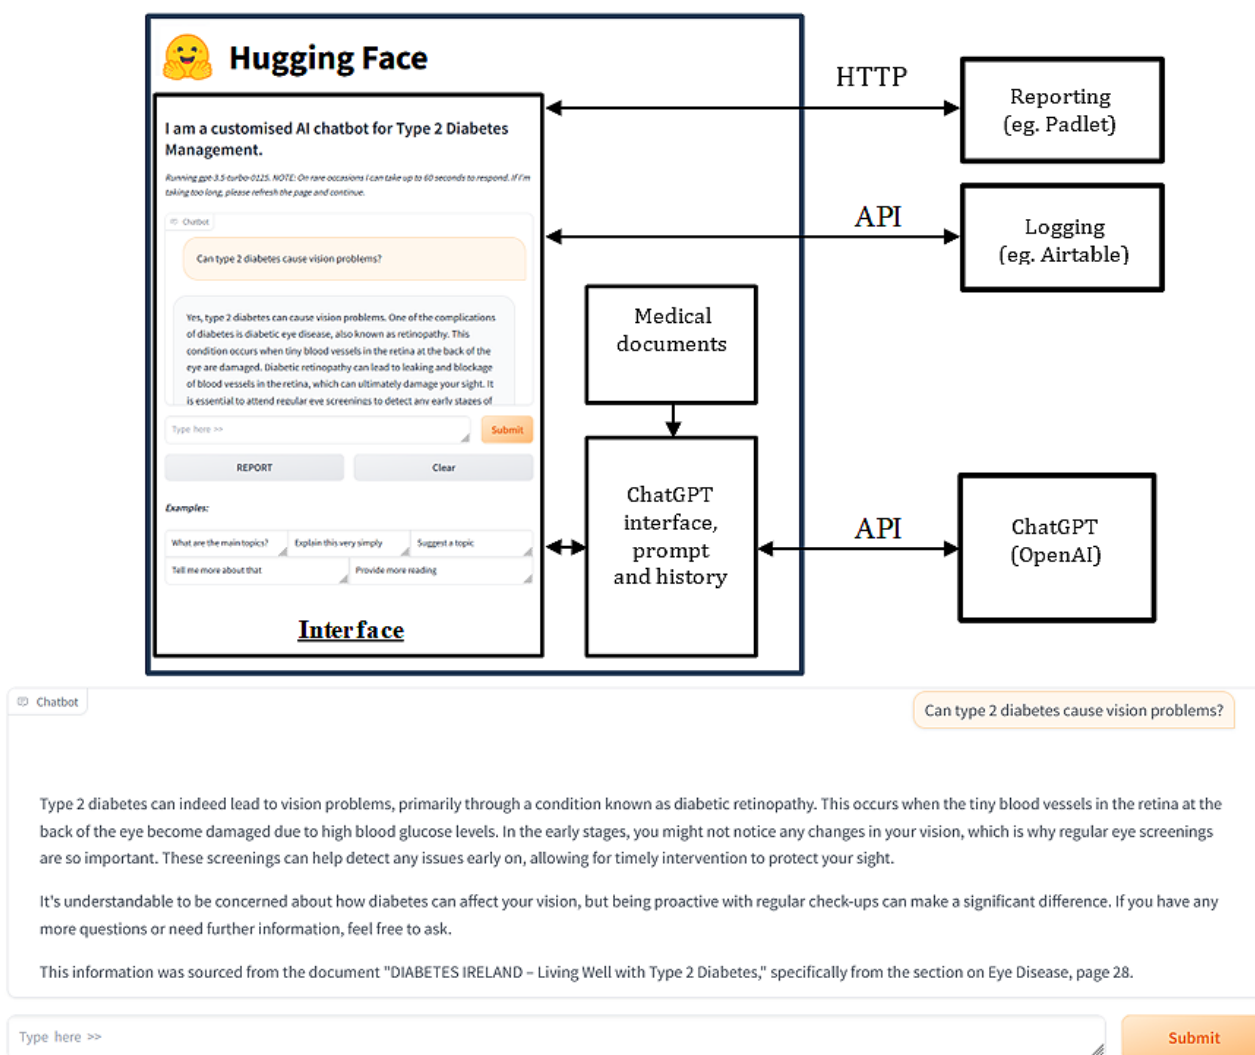 Hugging Face
I am a customised AI chatbot for Type 2 Diabetes
Management.
Running gpt-3.5-turbo-0125. NOTE: On rare occasions I can take up to 60 seconds to respond. If I'm
taking too long, please refresh the page and continue.
Chatbot
Can type 2 diabetes cause vision problems?
Yes, type 2 diabetes can cause vision problems. One of the complications
of diabetes is diabetic eye disease, also known as retinopathy. This
condition occurs when tiny blood vessels in the retina at the back of the
eye are damaged. Diabetic retinopathy can lead to leaking and blockage
of blood vessels in the retina, which can ultimately damage your sight. It
is essential to attend regular eye screenings to detect any early stages of
Type here >>
Submit
REPORT
Clear
Examples:
What are the main topics?
Explain this very simply
Suggest a topic
Tell me more about that
Provide more reading
Interface
Medical
documents
ChatGPT
interface,
prompt
and history
HTTP
Reporting
(eg. Padlet)
API
Logging
(eg. Airtable)
API
ChatGPT
(OpenAI)
Chatbot
Can type 2 diabetes cause vision problems?
Type 2 diabetes can indeed lead to vision problems, primarily through a condition known as diabetic retinopathy. This occurs when the tiny blood vessels in the retina at the
back of the eye become damaged due to high blood glucose levels. In the early stages, you might not notice any changes in your vision, which is why regular eye screenings
are so important. These screenings can help detect any issues early on, allowing for timely intervention to protect your sight.
It's understandable to be concerned about how diabetes can affect your vision, but being proactive with regular check-ups can make a significant difference. If you have any
more questions or need further information, feel free to ask.
This information was sourced from the document "DIABETES IRELAND – Living Well with Type 2 Diabetes," specifically from the section on Eye Disease, page 28.
Type here >>
Submit